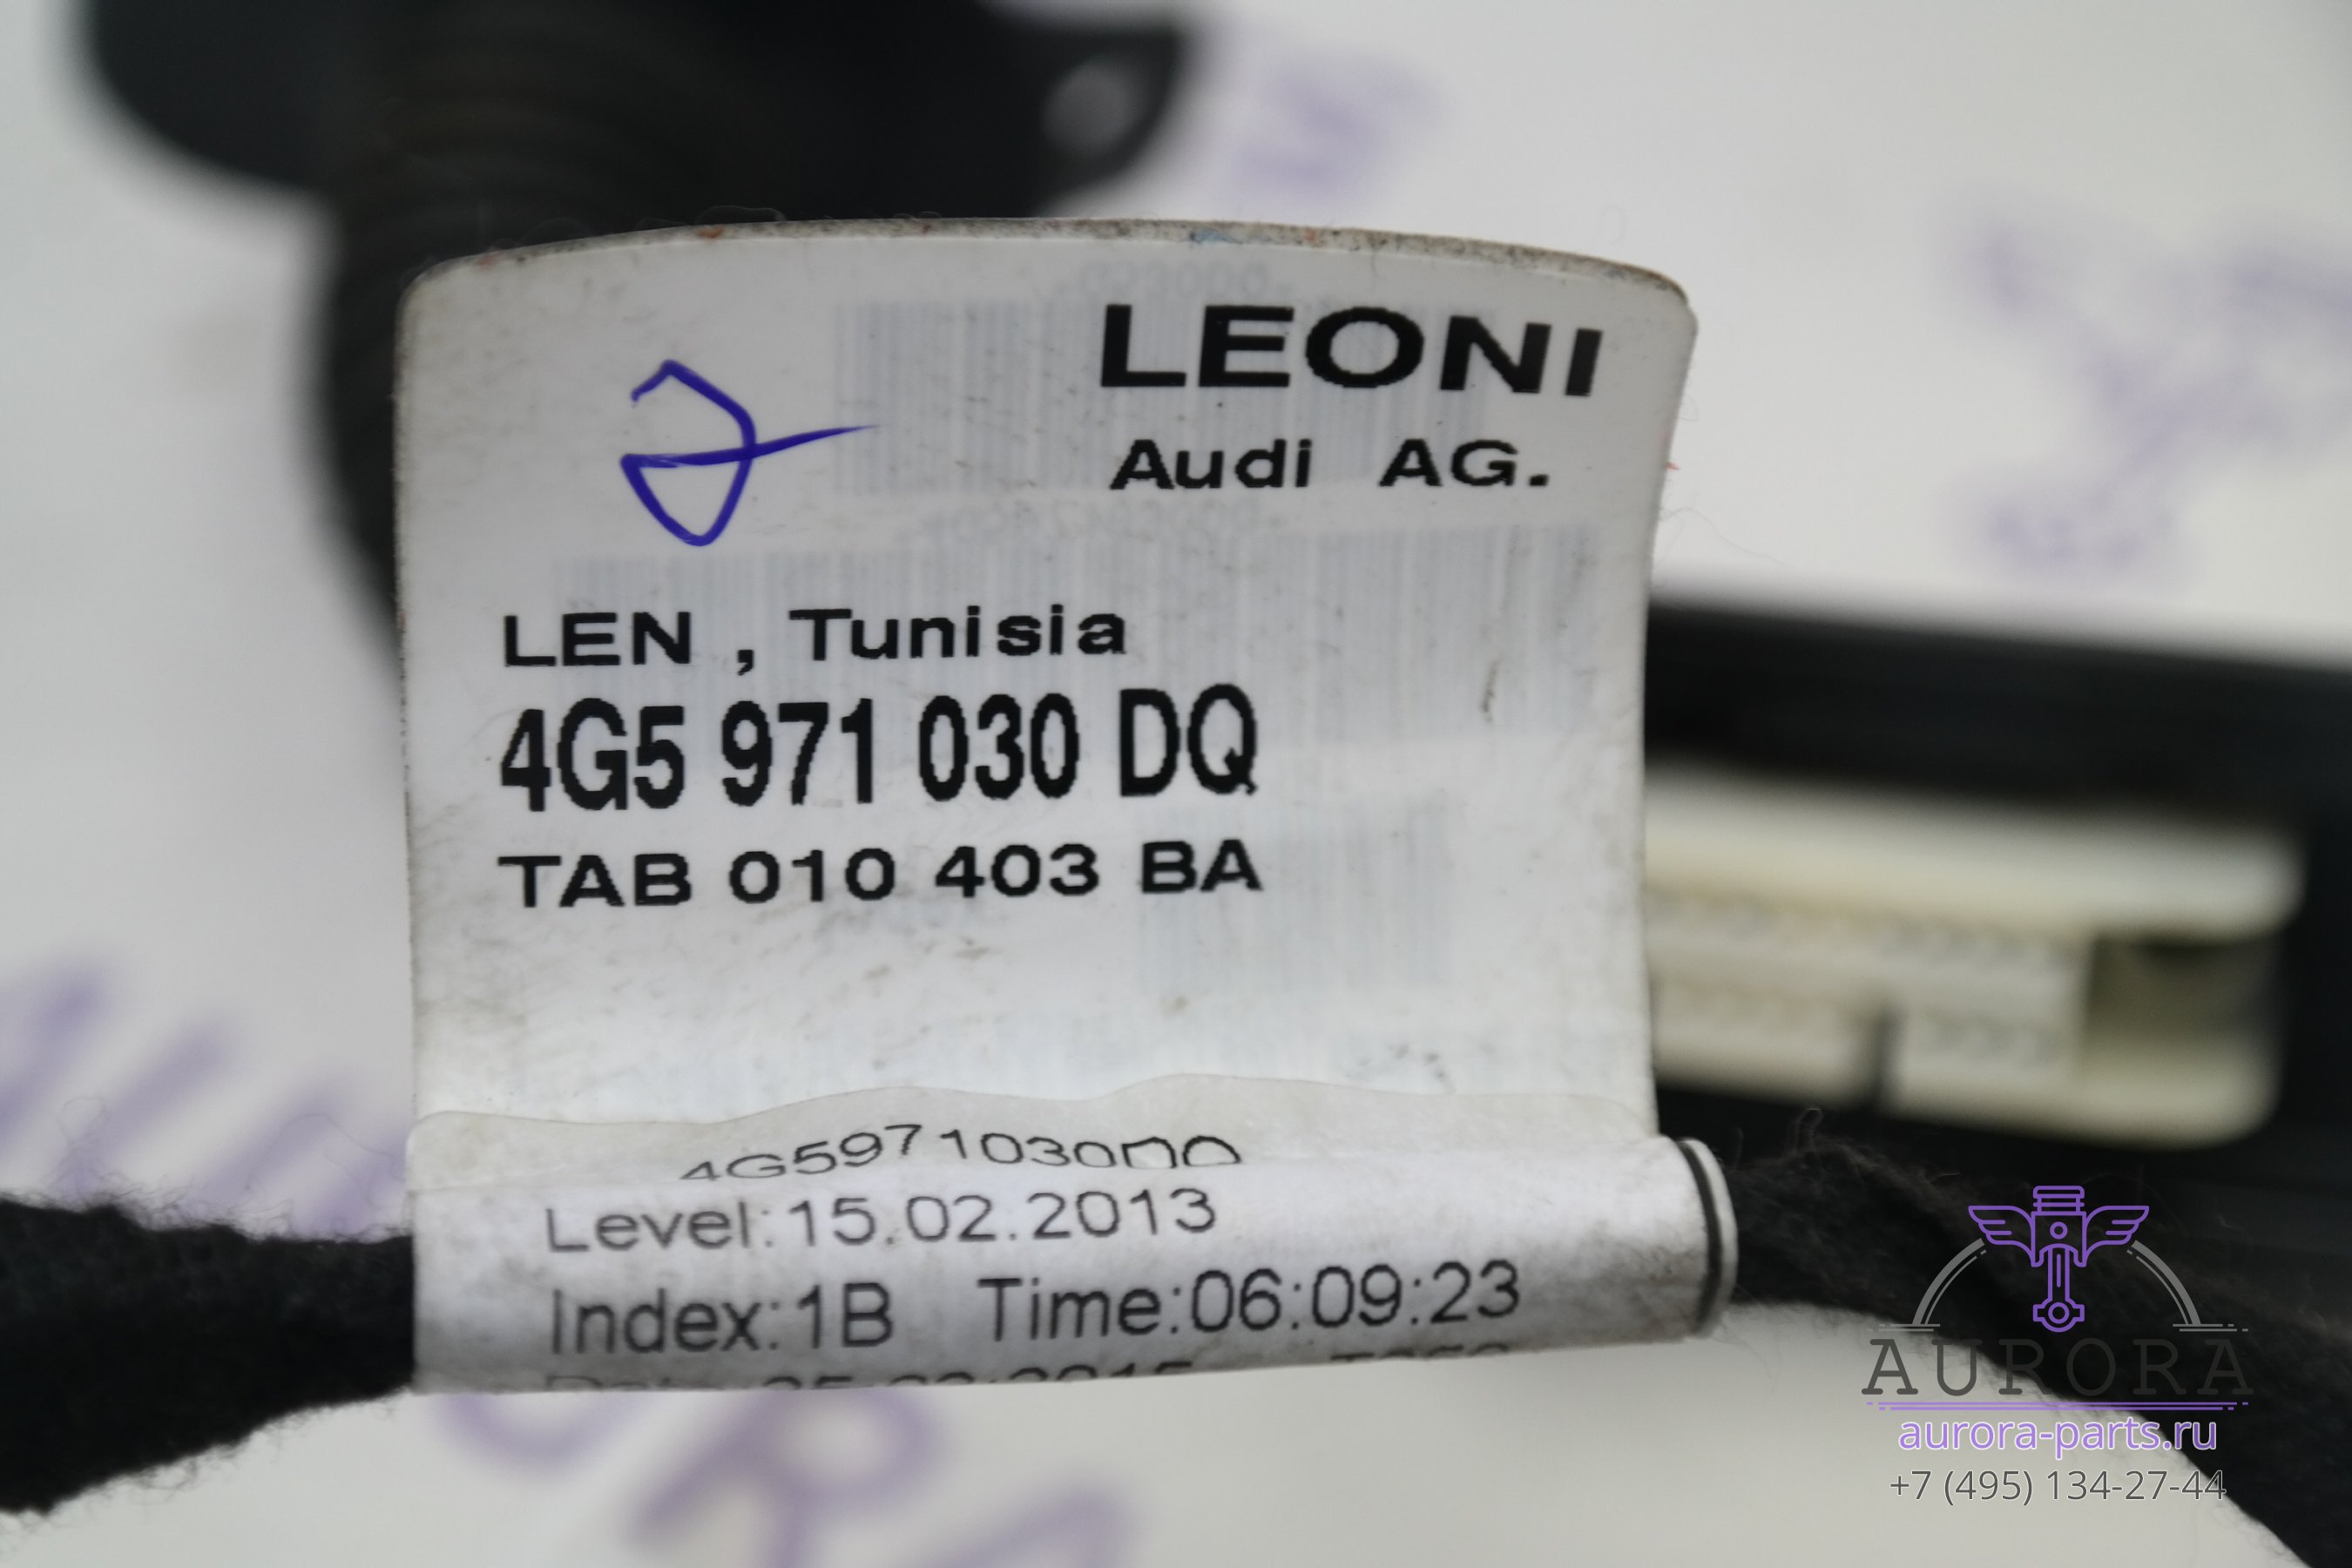 LEONI
Audi AG.
LEN , Tunisia
4G5 971 030 DQ
TAB 010 403 BA
4G5971030DQ
Level:15.02.2013
Index:1B Time:06:09:23
AURORA
aurora-parts.ru
+7 (495) 134-27-44